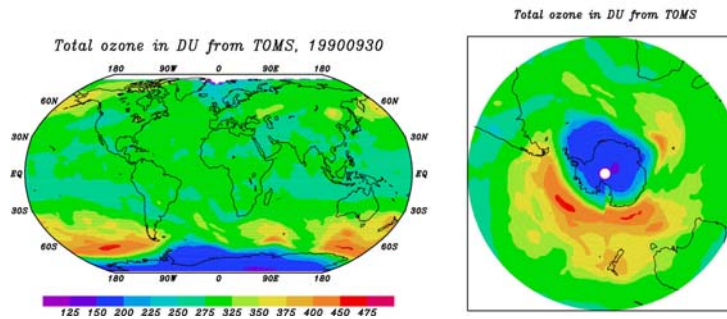 Total ozone in DU from TOMS, 19900930
180 90W 0 90E 180
60N
30N
EQ
30S
60S
60N
30N
EQ
30S
60S
180 90W 0 90E 180
125 150 200 225 250 275 300 325 350 375 400 450 475
Total ozone in DU from TOMS